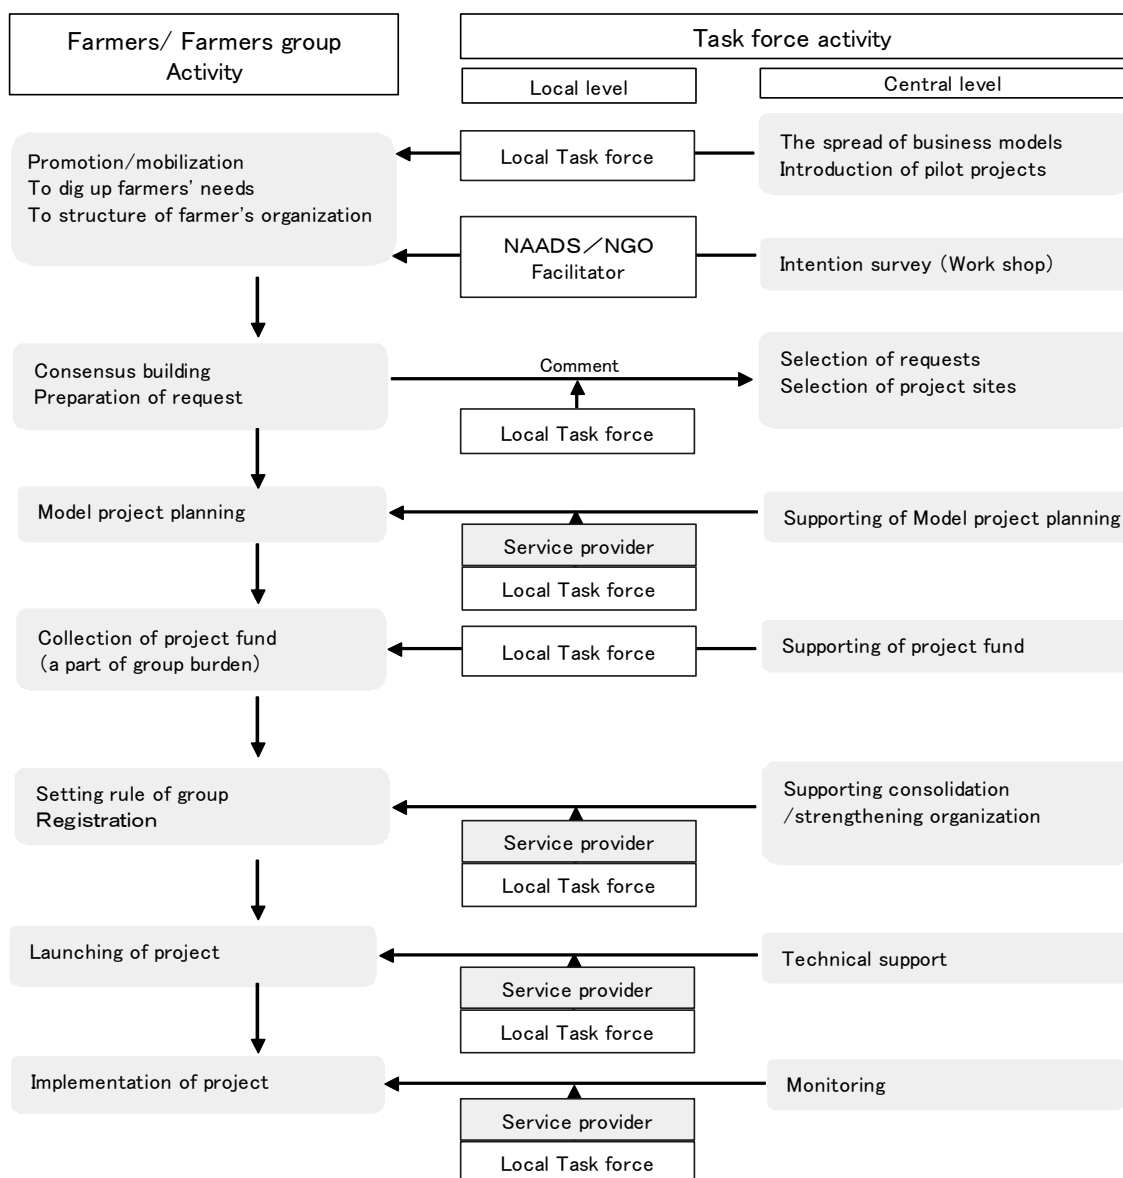 Farmers/ Farmers group
Activity
Task force activity
Local level
Central level
Promotion/mobilization
To dig up farmers' needs
To structure of farmer's organization
Local Task force
The spread of business models
Introduction of pilot projects
NAADS／NGO
Facilitator
Intention survey (Work shop)
Consensus building
Preparation of request
Comment
Local Task force
Selection of requests
Selection of project sites
Model project planning
Service provider
Local Task force
Supporting of Model project planning
Collection of project fund
(a part of group burden)
Local Task force
Supporting of project fund
Setting rule of group
Registration
Service provider
Local Task force
Supporting consolidation
/strengthening organization
Launching of project
Service provider
Local Task force
Technical support
Implementation of project
Service provider
Local Task force
Monitoring